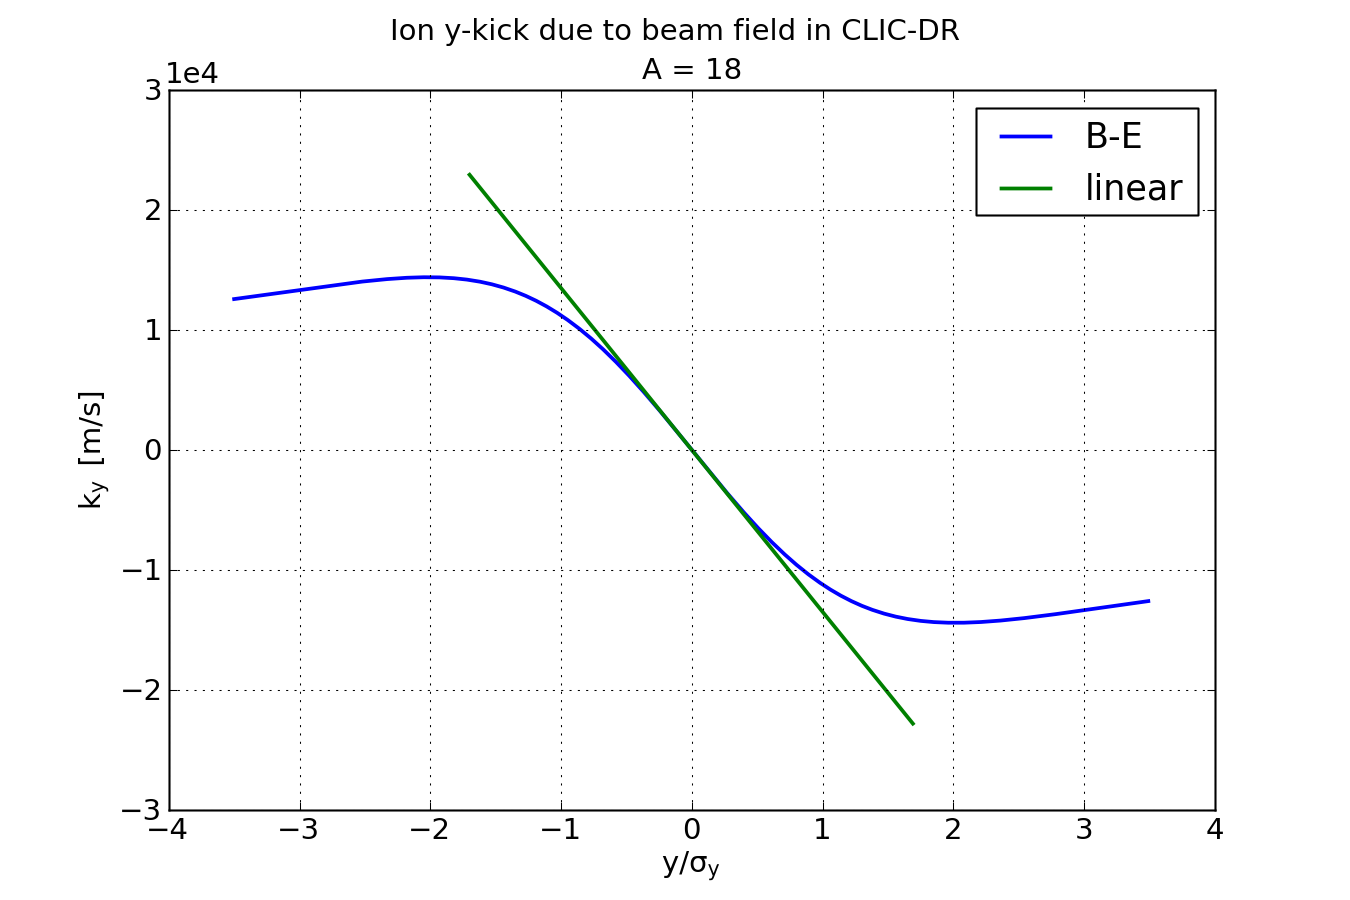 Ion y-kick due to beam field in CLIC-DR
A = 18
1e4
3
2
1
0
−1
−2
−3
k_y [m/s]
−4 −3 −2 −1 0 1 2 3 4
y/σ_y
B-E
linear